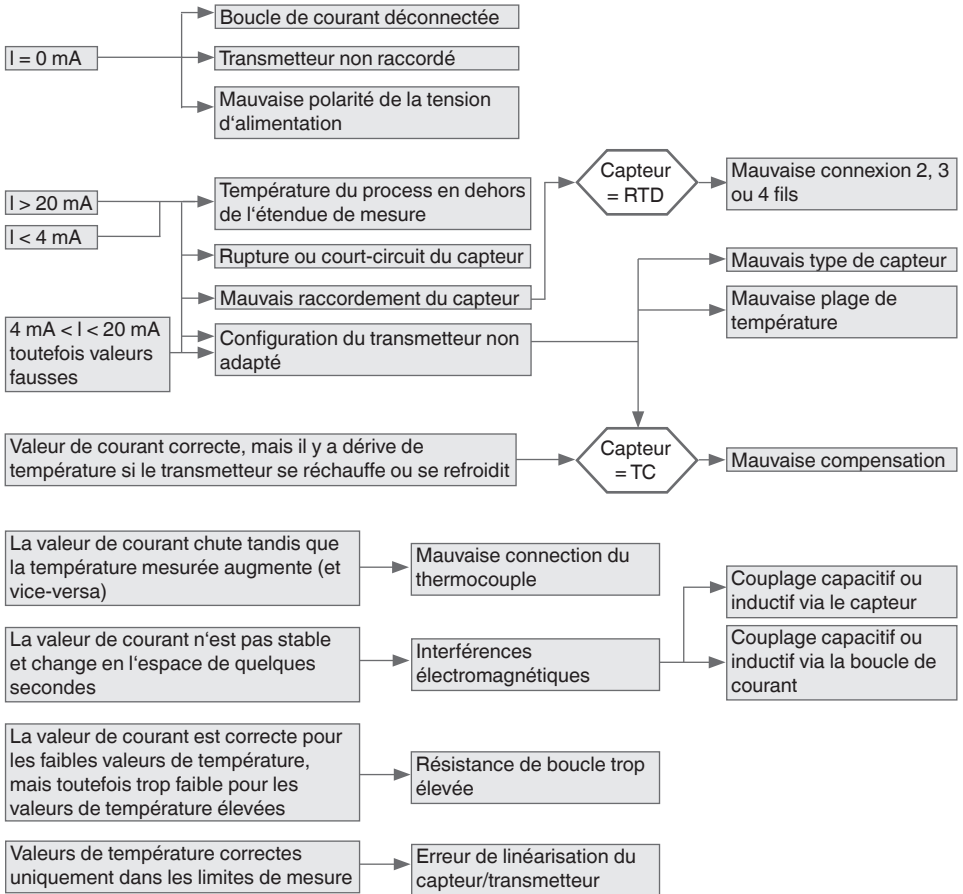 I = 0 mA
Boucle de courant déconnectée
Transmetteur non raccordé
Mauvaise polarité de la tension
d‘alimentation
I > 20 mA
I < 4 mA
4 mA < I < 20 mA
toutefois valeurs
fausses
Température du process en dehors
de l‘étendue de mesure
Rupture ou court-circuit du capteur
Mauvais raccordement du capteur
Configuration du transmetteur non
adapté
Capteur
= RTD
Mauvaise connexion 2, 3
ou 4 fils
Mauvais type de capteur
Mauvaise plage de
température
Valeur de courant correcte, mais il y a dérive de
température si le transmetteur se réchauffe ou se refroidit
Capteur
= TC
Mauvaise compensation
La valeur de courant chute tandis que
la température mesurée augmente (et
vice-versa)
Mauvaise connection du
thermocouple
La valeur de courant n‘est pas stable
et change en l‘espace de quelques
secondes
Interférences
électromagnétiques
Couplage capacitif ou
inductif via le capteur
Couplage capacitif ou
inductif via la boucle de
courant
La valeur de courant est correcte pour
les faibles valeurs de température,
mais toutefois trop faible pour les
valeurs de température élevées
Résistance de boucle trop
élevée
Valeurs de température correctes
uniquement dans les limites de mesure
Erreur de linéarisation du
capteur/transmetteur